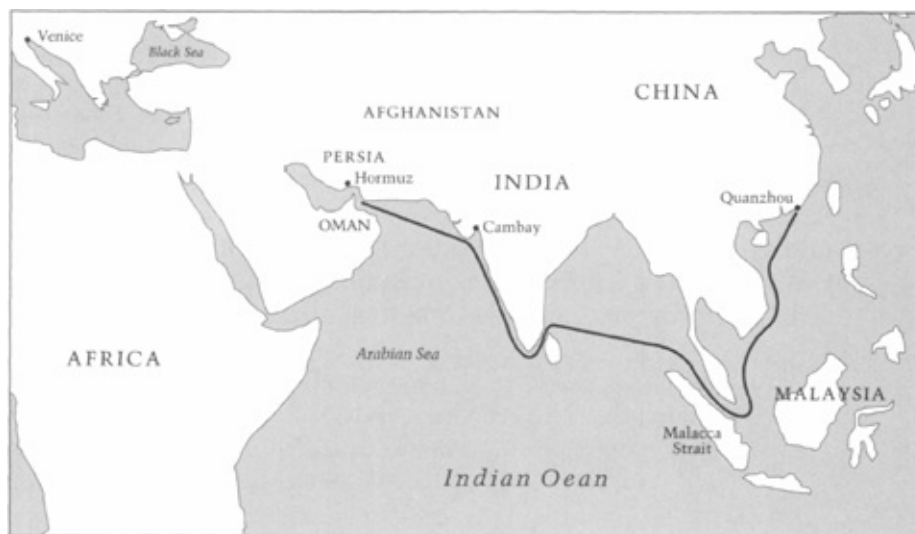 Venice
Black Sea
CHINA
AFGHANISTAN
PERSIA
Hormuz
INDIA
Quanzhou
OMAN
Cambay
AFRICA
Arabian Sea
MALAYSIA
Malacca
Strait
Indian Oean